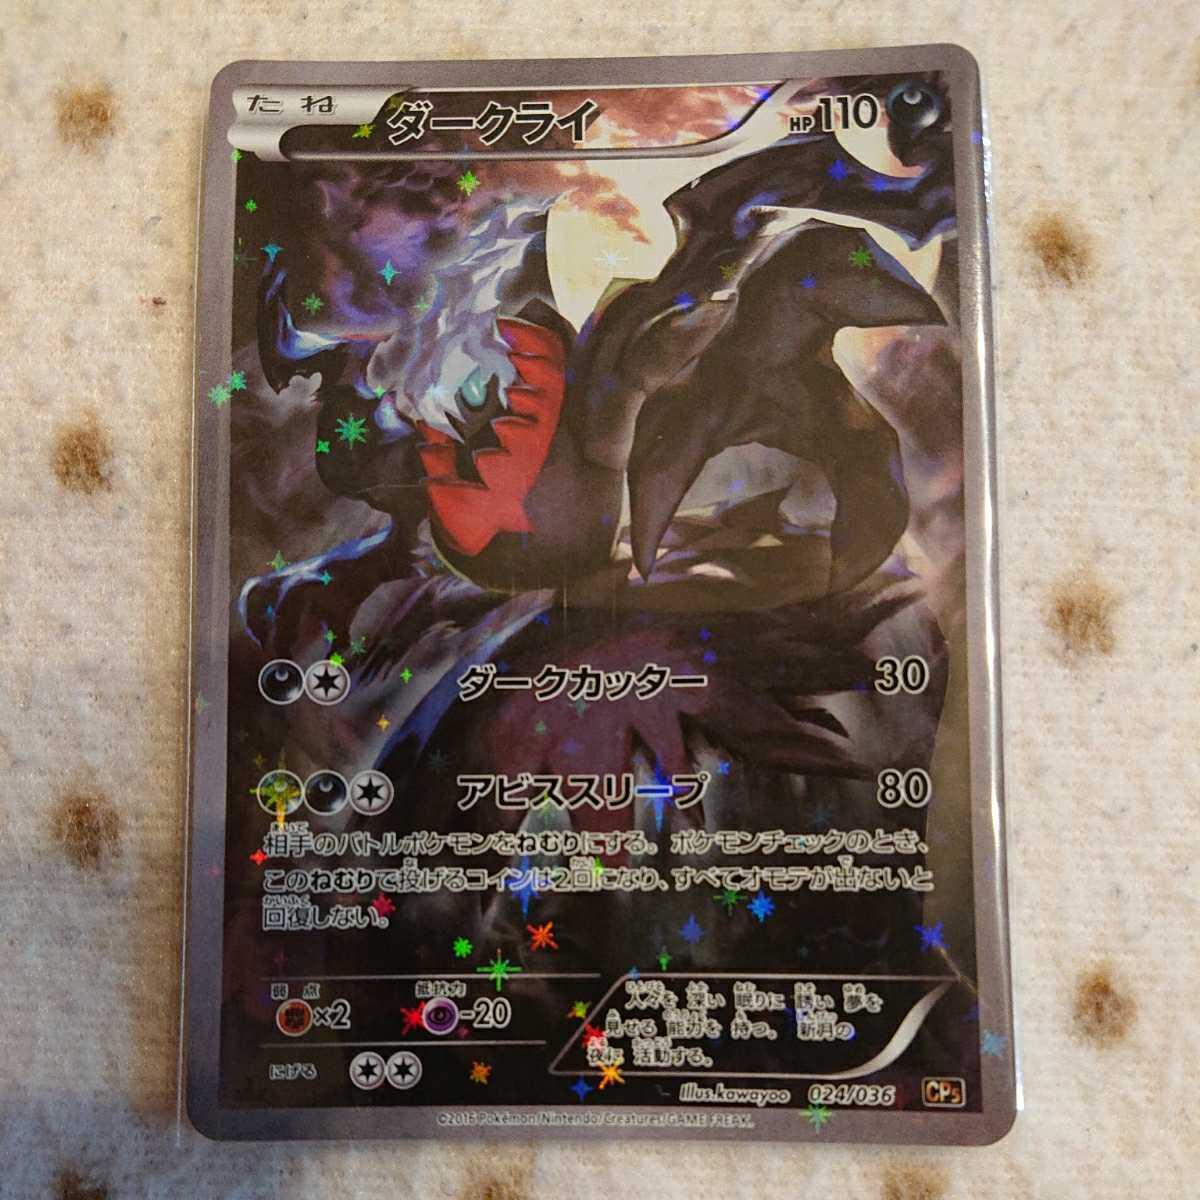 たね
ダークライ
HP110
ダークカッター 30
アビススリープ 80
相手のバトルポケモンをねむりにする。ポケモンチェックのとき、
このねむりで投げるコインは2回になり、すべてオモテが出ないと
回復しない。
弱点 抵抗力
×2 -20
にげる
人々を 深い 眠りに 誘い 夢を
見せる 能力を 持つ。 新月の
夜に 活動する。
Illus.kawayoo 024/036 CP5
©2016 Pokémon/Nintendo/Creatures/GAME FREAK.